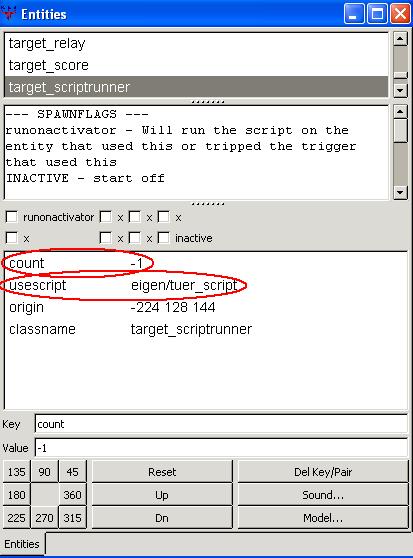 Entities
target_relay
target_score
target_scriptrunner
--- SPAWNFLAGS ---
runonactivator - Will run the script on the
entity that used this or tripped the trigger
that used this
INACTIVE - start off
runonactivator x x x
x x x inactive
count -1
usescript eigen/tuer_script
origin -224 128 144
classname target_scriptrunner
Key count
Value -1
135 90 45 Reset Del Key/Pair
180 360 Up Sound...
225 270 315 Dn Model...
Entities